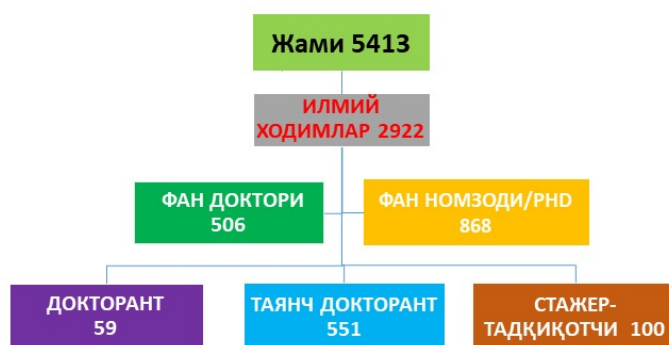 Жами 5413
ИЛМИЙ
ХОДИМЛАР 2922
ФАН ДОКТОРИ
506
ФАН НОМЗОДИ/PHD
868
ДОКТОРАНТ
59
ТАЯНЧ ДОКТОРАНТ
551
СТАЖЕР-
ТАДҚИҚОТЧИ 100